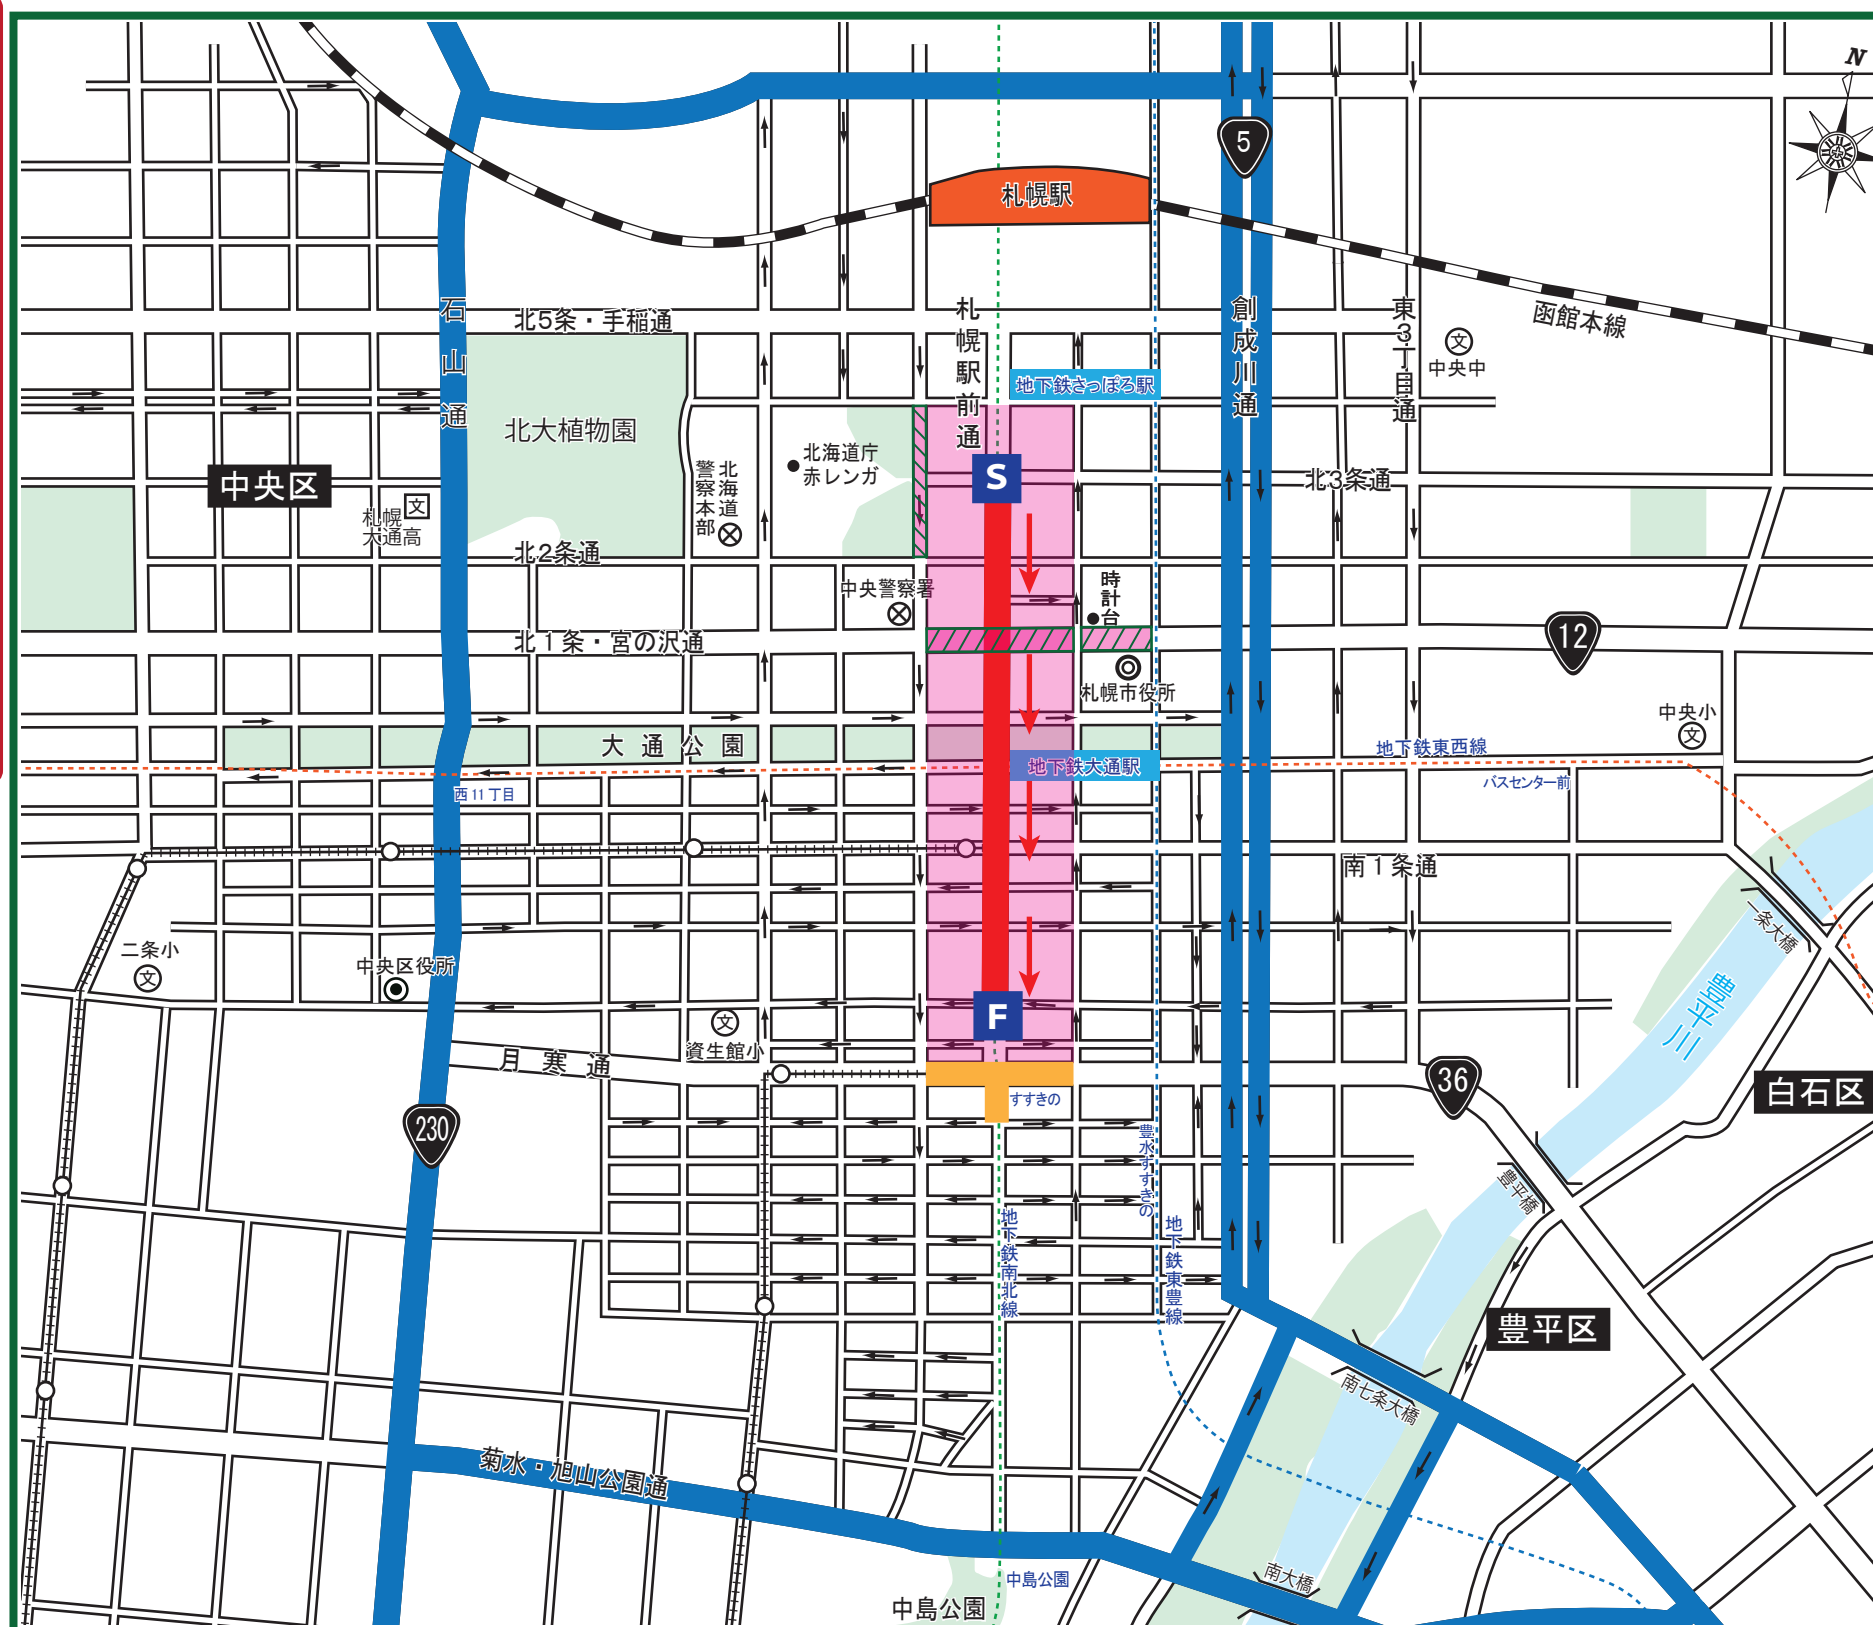 N
5
札幌駅
石山通
北5条・手稲通
札幌駅前通
創成川通
東3丁目通
函館本線
文
中央中
地下鉄さっぽろ駅
北大植物園
北海道庁
赤レンガ
北海道
警察本部
S
北3条通
中央区
文
札幌
大通高
北2条通
中央警察署
時計台
北1条・宮の沢通
12
札幌市役所
中央小
文
大通公園
地下鉄東西線
地下鉄大通駅
バスセンター前
西11丁目
南1条通
一条大橋
二条小
文
中央区役所
豊平川
F
文
資生館小
月寒通
36
白石区
すすきの
230
豊水すすきの
豊平橋
地下鉄南北線
地下鉄東豊線
豊平区
南七条大橋
菊水・旭山公園通
南大橋
中島公園
中島公園